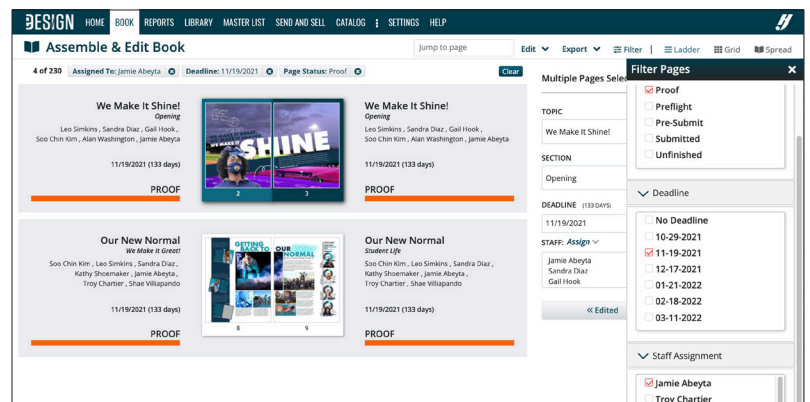 DESIGN HOME BOOK REPORTS LIBRARY MASTER LIST SEND AND SELL CATALOG SETTINGS HELP
Assemble & Edit Book
Jump to page
Edit Export Filter | Ladder Grid Spread
4 of 230 Assigned To: Jamie Abeyta Deadline: 11/19/2021 Page Status: Proof Clear
We Make It Shine!
Opening
Leo Simkins , Sandra Diaz , Gail Hook ,
Soo Chin Kim , Alan Washington , Jamie Abeyta
11/19/2021 (133 days)
PROOF
SHINE
2 3
We Make It Shine!
Opening
Leo Simkins , Sandra Diaz , Gail Hook ,
Soo Chin Kim , Alan Washington , Jamie Abeyta
11/19/2021 (133 days)
PROOF
Our New Normal
We Make It Great!
Soo Chin Kim , Leo Simkins , Sandra Diaz ,
Kathy Shoemaker , Jamie Abeyta ,
Troy Chartier , Shae Villapando
11/19/2021 (133 days)
PROOF
GETTING
BACK TO OUR
NORMAL
8 9
Our New Normal
Student Life
Soo Chin Kim , Leo Simkins , Sandra Diaz ,
Kathy Shoemaker , Jamie Abeyta ,
Troy Chartier , Shae Villapando
11/19/2021 (133 days)
PROOF
Multiple Pages Selec
TOPIC
We Make It Shine!
SECTION
Opening
DEADLINE (133 DAYS)
11/19/2021
STAFF: Assign
Jamie Abeyta
Sandra Diaz
Gail Hook
« Edited
Filter Pages
Proof
Preflight
Pre-Submit
Submitted
Unfinished
Deadline
No Deadline
10-29-2021
11-19-2021
12-17-2021
01-21-2022
02-18-2022
03-11-2022
Staff Assignment
Jamie Abeyta
Troy Chartier